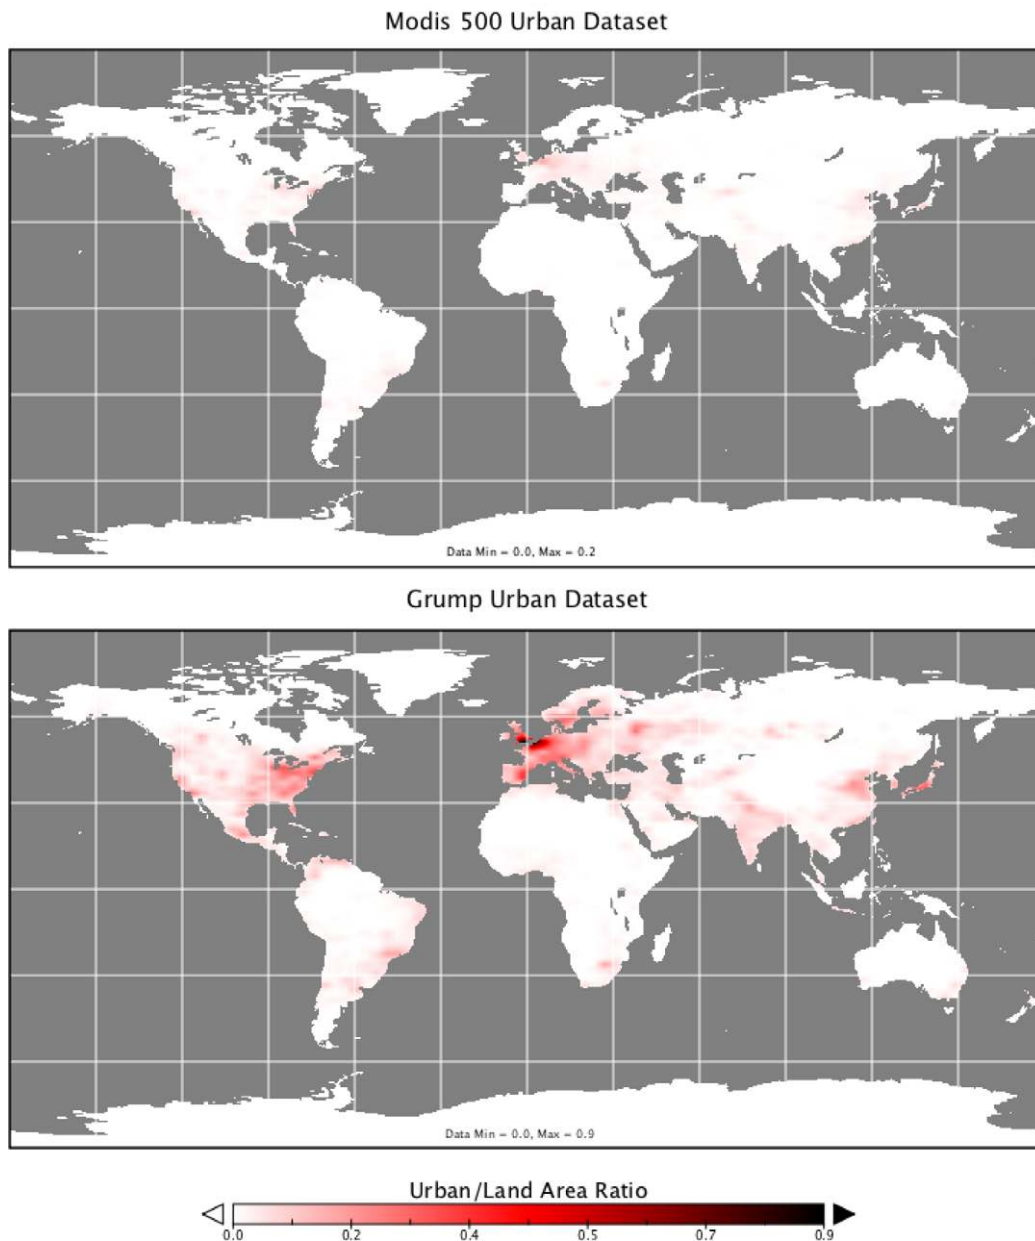 Modis 500 Urban Dataset
Data Min = 0.0, Max = 0.2
Grump Urban Dataset
Data Min = 0.0, Max = 0.9
Urban/Land Area Ratio
0.0 0.2 0.4 0.5 0.7 0.9